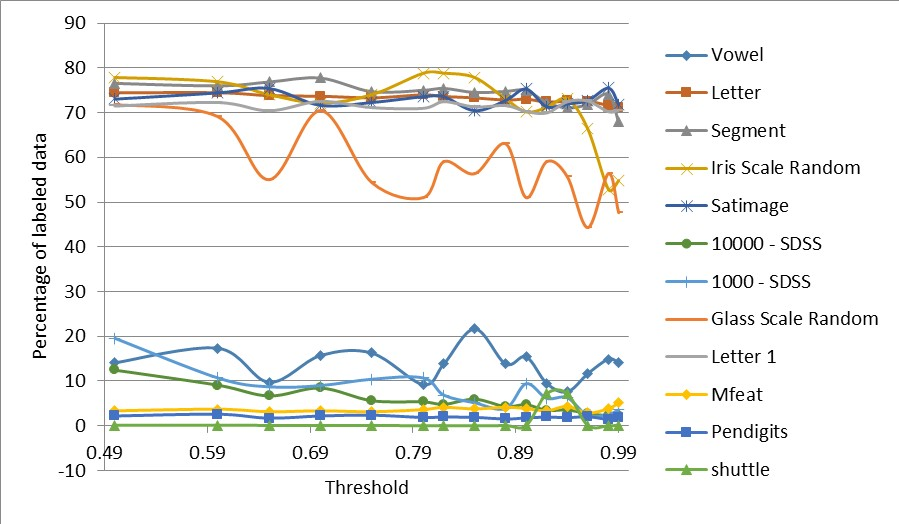 90
80
70
60
50
40
30
20
10
0
-10
Percentage of labeled data
0.49 0.59 0.69 0.79 0.89 0.99
Threshold
Vowel
Letter
Segment
Iris Scale Random
Satimage
10000 - SDSS
1000 - SDSS
Glass Scale Random
Letter 1
Mfeat
Pendigits
shuttle